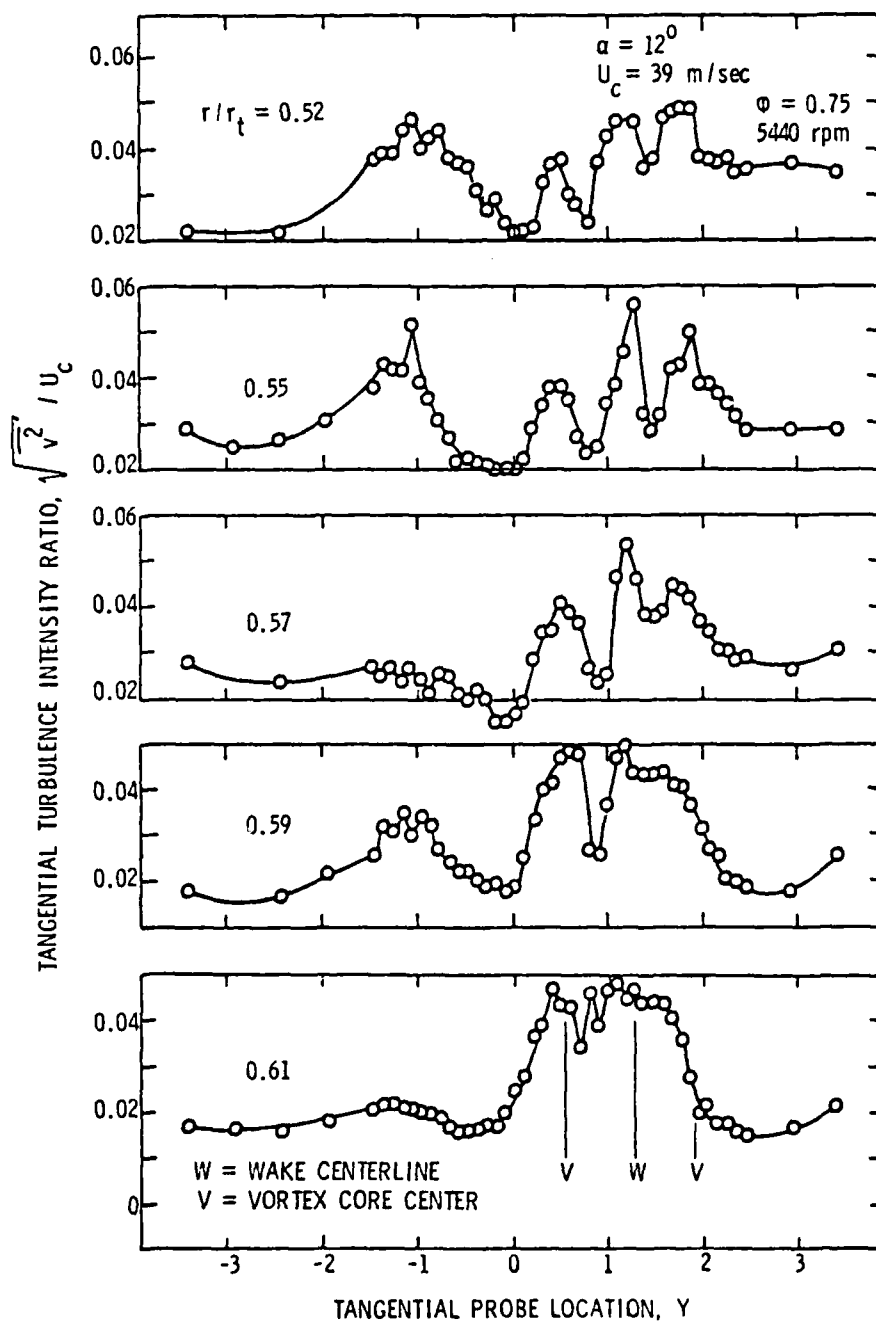 TANGENTIAL TURBULENCE INTENSITY RATIO, √v² / U_c
0.06
0.04
0.02
r/r_t = 0.52
α = 12⁰
U_c = 39 m/sec
φ = 0.75
5440 rpm
0.06
0.04
0.02
0.55
0.06
0.04
0.02
0.57
0.04
0.02
0.59
0.04
0.02
0
0.61
V W V
W = WAKE CENTERLINE
V = VORTEX CORE CENTER
-3 -2 -1 0 1 2 3
TANGENTIAL PROBE LOCATION, Y